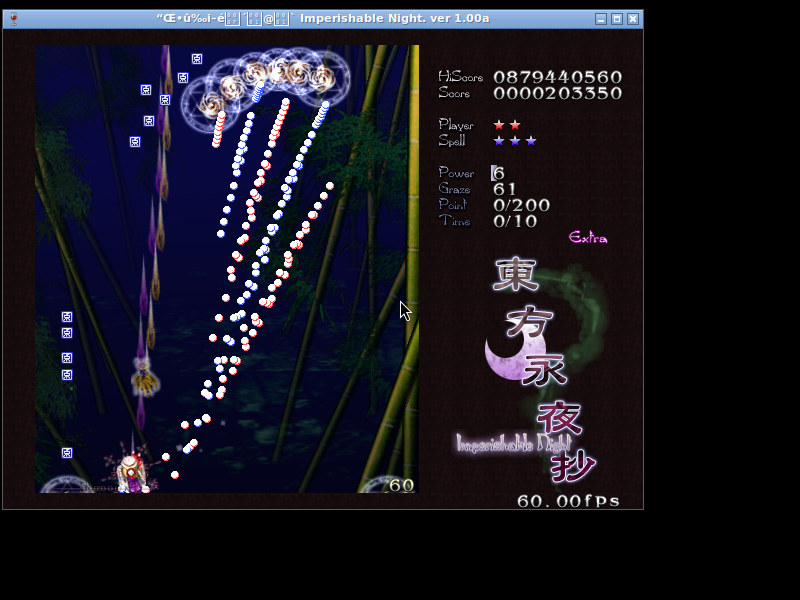 “Œ•û‰i–é ˆ @ ˜ Imperishable Night. ver 1.00a
HiScore 0879440560
Score 0000203350
Player ★★
Spell ★★★
Power 6
Graze 61
Point 0/200
Time 0/10
Extra
東
方
永
夜
抄
Imperishable Night
60
60.00fps